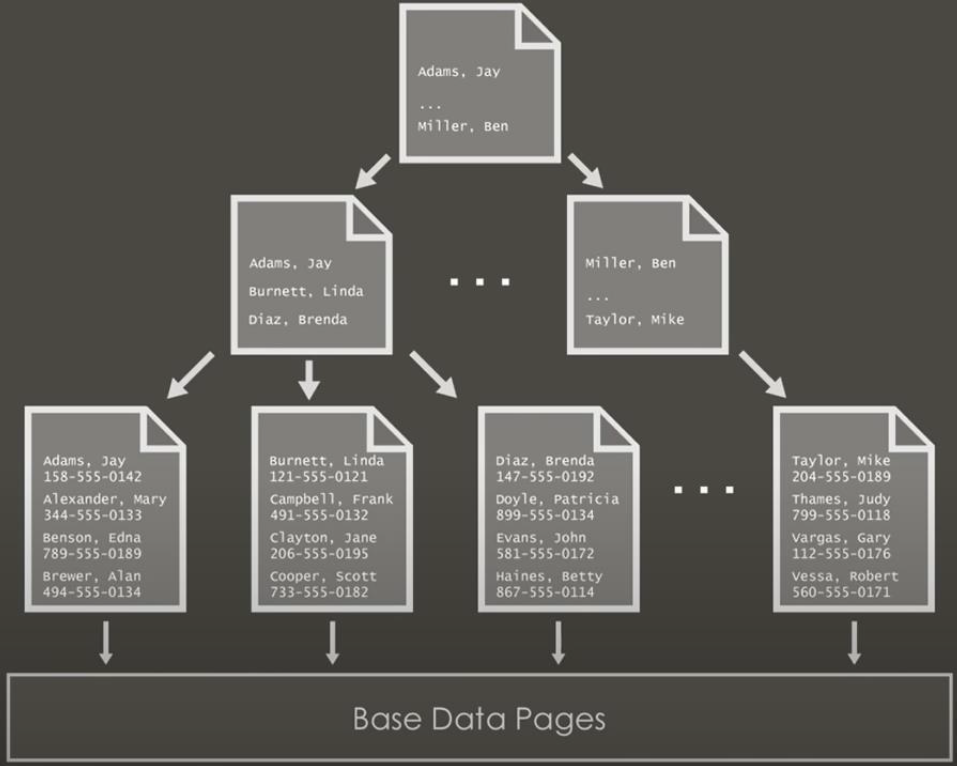 Adams, Jay
...
Miller, Ben
Adams, Jay
Burnett, Linda
Diaz, Brenda
...
Miller, Ben
...
Taylor, Mike
Adams, Jay
158-555-0142
Alexander, Mary
344-555-0133
Benson, Edna
789-555-0189
Brewer, Alan
494-555-0134
Burnett, Linda
121-555-0121
Campbell, Frank
491-555-0132
Clayton, Jane
206-555-0195
Cooper, Scott
733-555-0182
Diaz, Brenda
147-555-0192
Doyle, Patricia
899-555-0134
Evans, John
581-555-0172
Haines, Betty
867-555-0114
...
Taylor, Mike
204-555-0189
Thames, Judy
799-555-0118
Vargas, Gary
112-555-0176
Vessa, Robert
560-555-0171
Base Data Pages